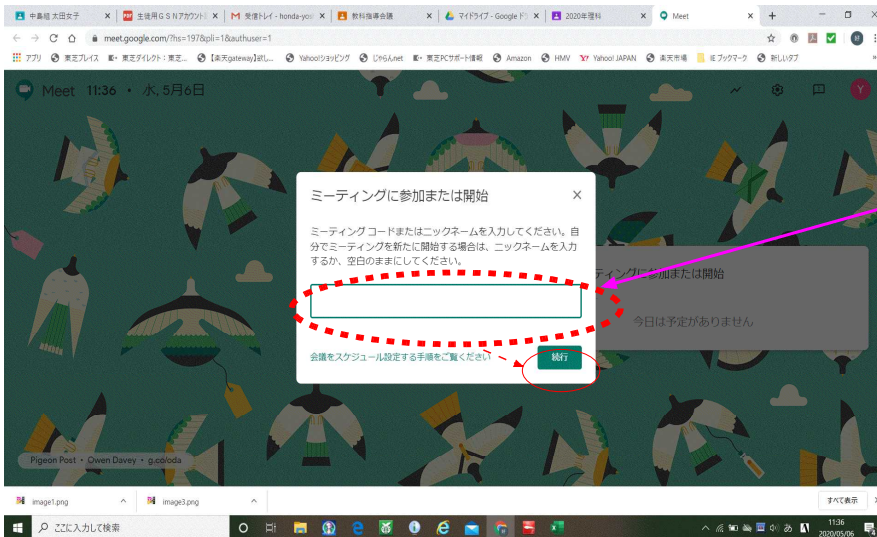 中島組 太田女子
生徒用ＧＳＮアカウント
受信トレイ - honda-yos
教科指導会議
マイドライブ - Google ド
2020年理科
Meet
meet.google.com/?hs=197&pli=1&authuser=1
アプリ 東芝プレイス 東芝ダイレクト：東芝... 【楽天gateway】欲し... Yahoo!ショッピング じゃらん.net 東芝PCサポート情報 Amazon HMV Yahoo! JAPAN 楽天市場 IE ブックマーク 新しいタブ
Meet 11:36 • 水, 5月6日
Y
ミーティングに参加または開始
ミーティング コードまたはニックネームを入力してください。自
分でミーティングを新たに開始する場合は、ニックネームを入力
するか、空白のままにしてください。
会議をスケジュール設定する手順をご覧ください
続行
ティングに参加または開始
今日は予定がありません
Pigeon Post • Owen Davey • g.co/oda
image1.png
image3.png
すべて表示
ここに入力して検索
11:36
2020/05/06